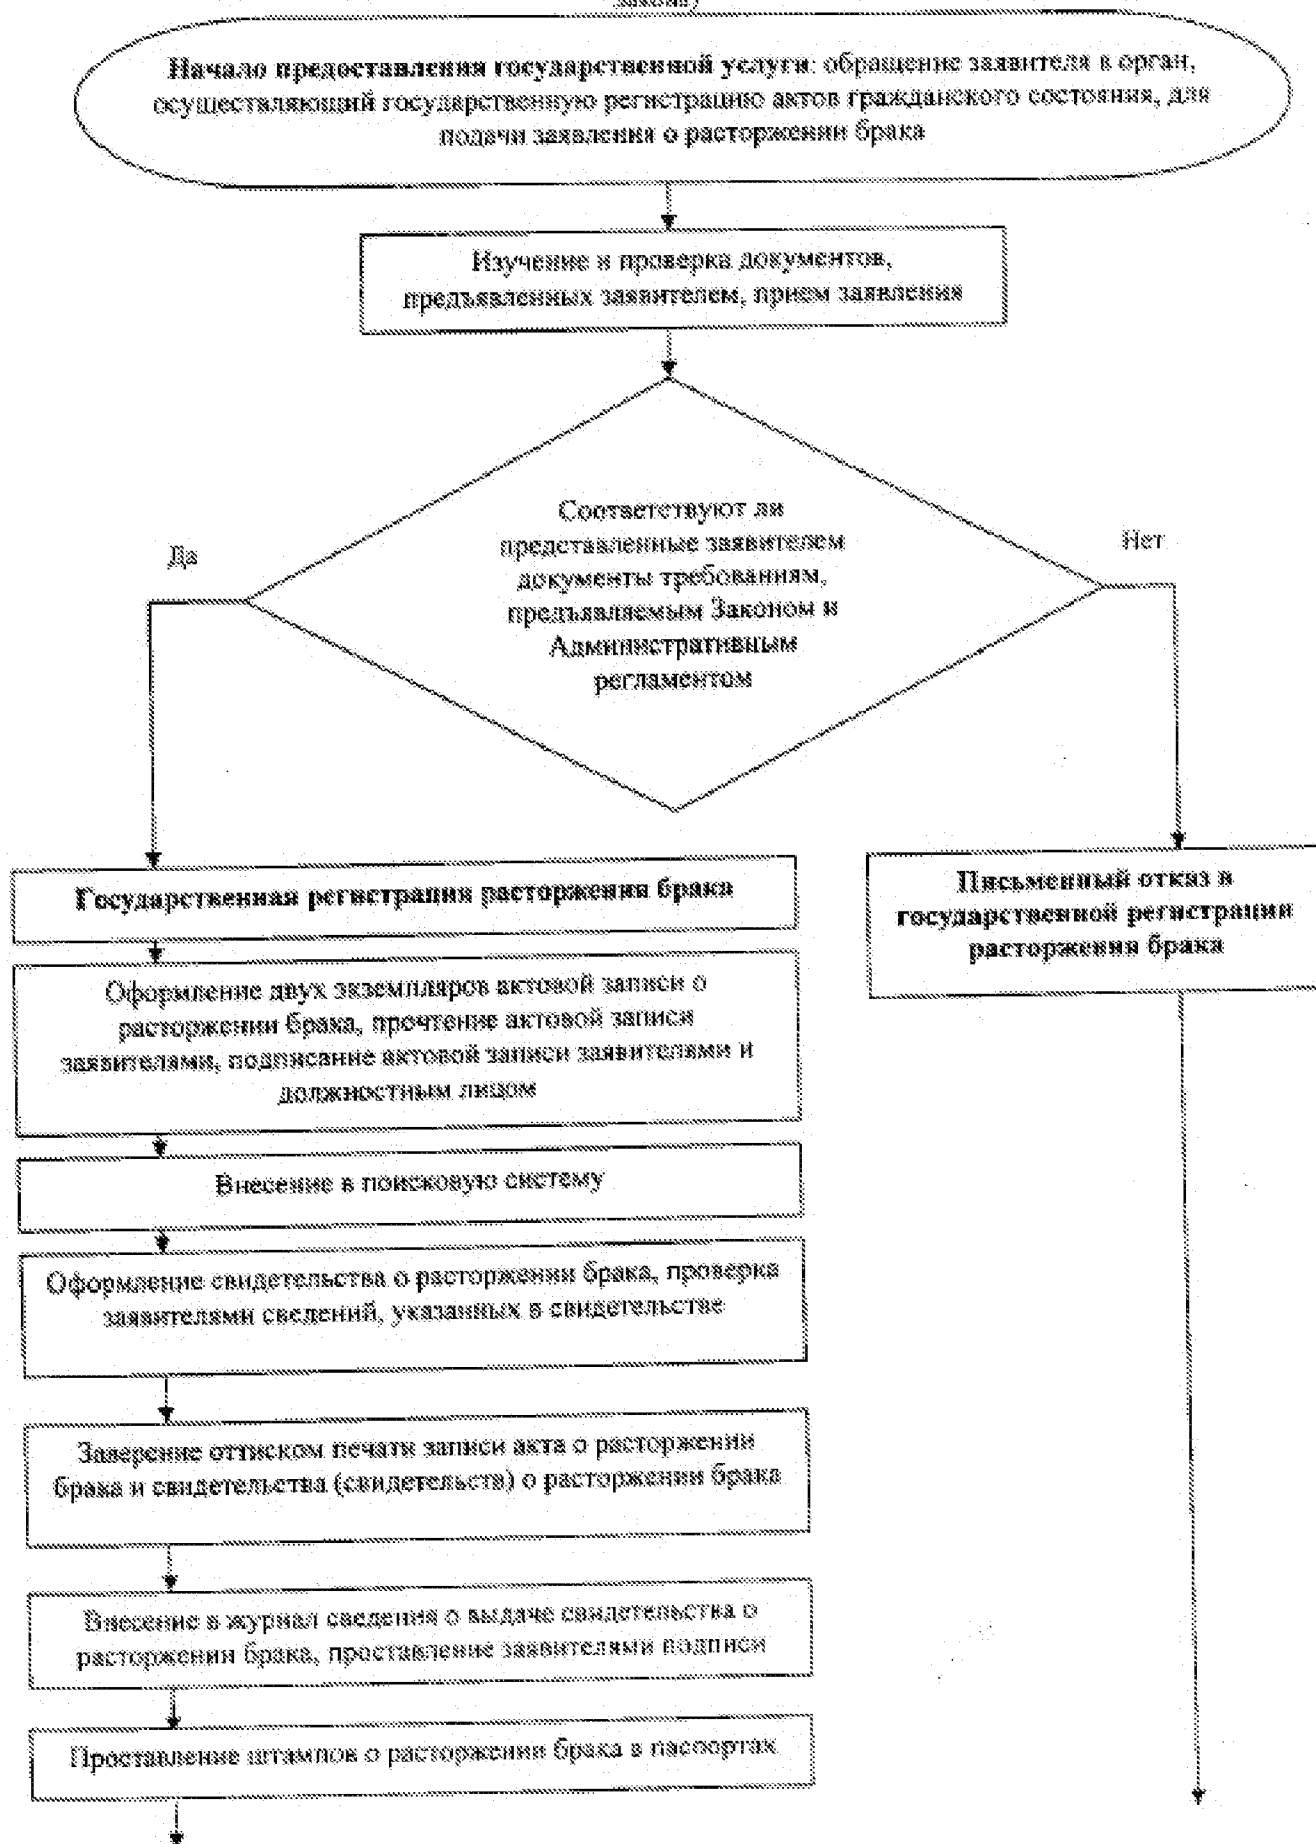 закона)
Начало предоставления государственной услуги: обращение заявителя в орган,
осуществляющий государственную регистрацию актов гражданского состояния, для
подачи заявления о расторжении брака
Изучение и проверка документов,
предъявленных заявителем, прием заявления
Соответствуют ли
представленные заявителем
документы требованиям,
предъявляемым Законом и
Административным
регламентом
Да
Нет
Государственная регистрация расторжения брака
Письменный отказ в
государственной регистрации
расторжения брака
Оформление двух экземпляров актовой записи о
расторжении брака, прочтение актовой записи
заявителями, подписание актовой записи заявителями и
должностным лицом
Внесение в поисковую систему
Оформление свидетельства о расторжении брака, проверка
заявителями сведений, указанных в свидетельстве
Заверение оттиском печати записи акта о расторжении
брака и свидетельства (свидетельств) о расторжении брака
Внесение в журнал сведения о выдаче свидетельства о
расторжении брака, проставление заявителями подписи
Проставление штампов о расторжении брака в паспортах